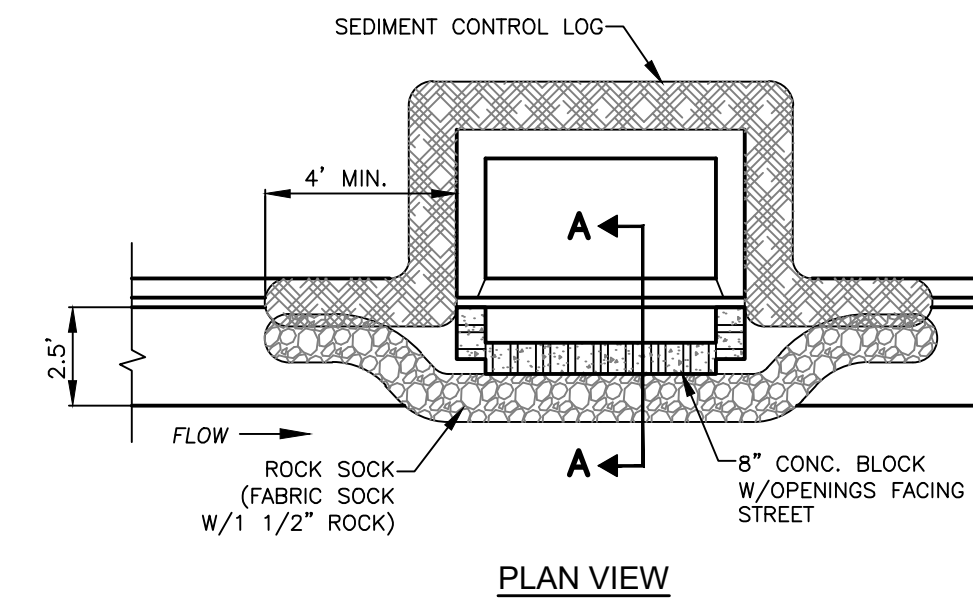 SEDIMENT CONTROL LOG
4' MIN.
A
2.5'
FLOW
A
ROCK SOCK
(FABRIC SOCK
W/1 1/2" ROCK)
8" CONC. BLOCK
W/OPENINGS FACING
STREET
PLAN VIEW